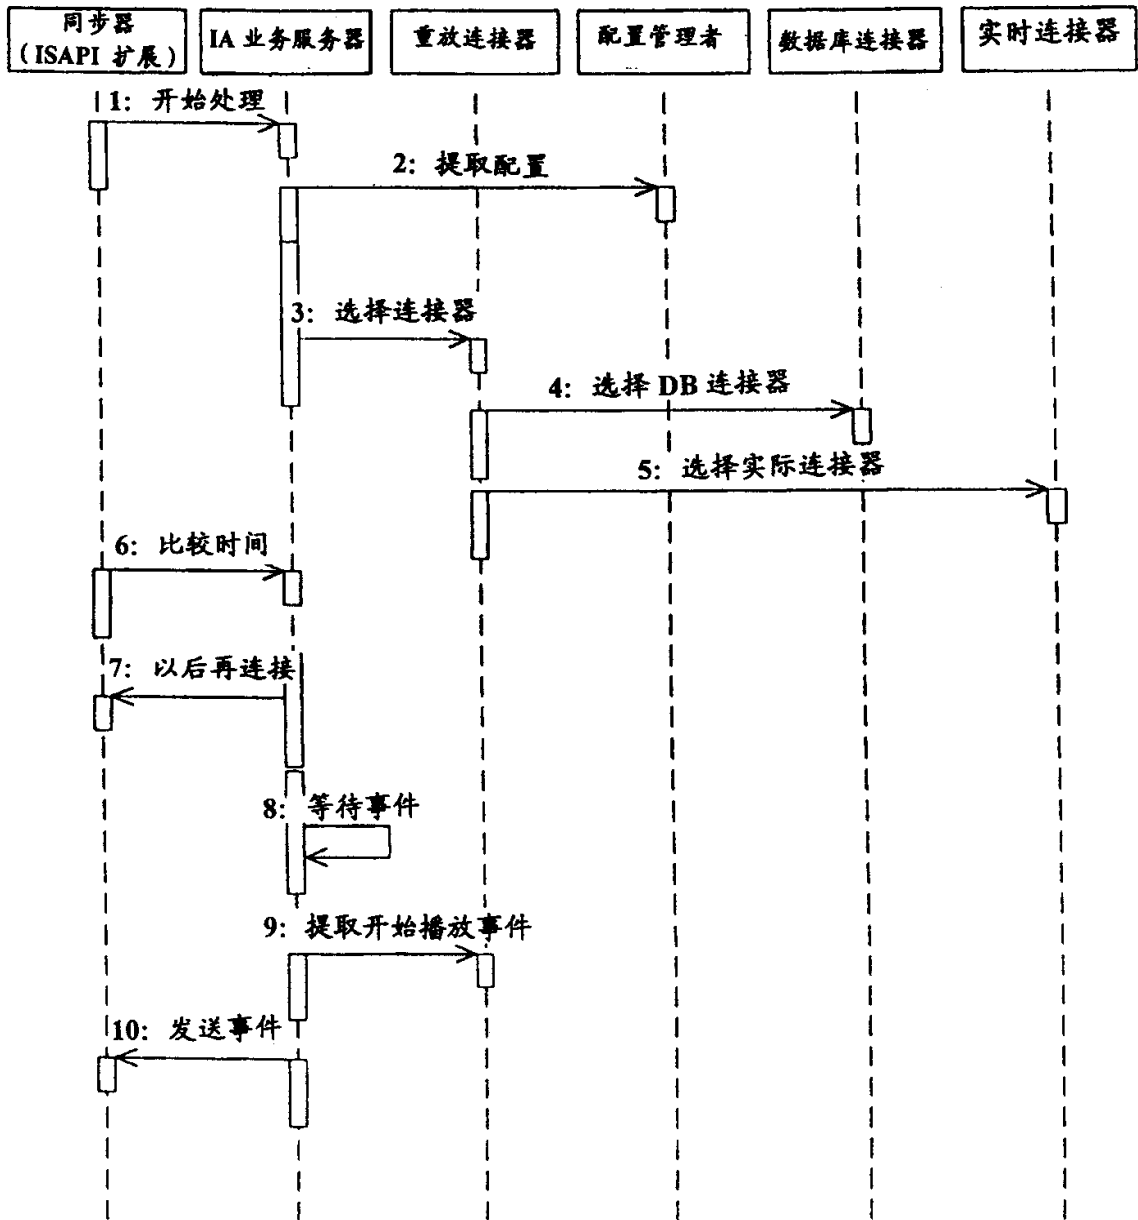 同步器
（ISAPI 扩展）
IA 业务服务器
重放连接器
配置管理者
数据库连接器
实时连接器
1：开始处理
2：提取配置
3：选择连接器
4：选择 DB 连接器
5：选择实际连接器
6：比较时间
7：以后再连接
8：等待事件
9：提取开始播放事件
10：发送事件